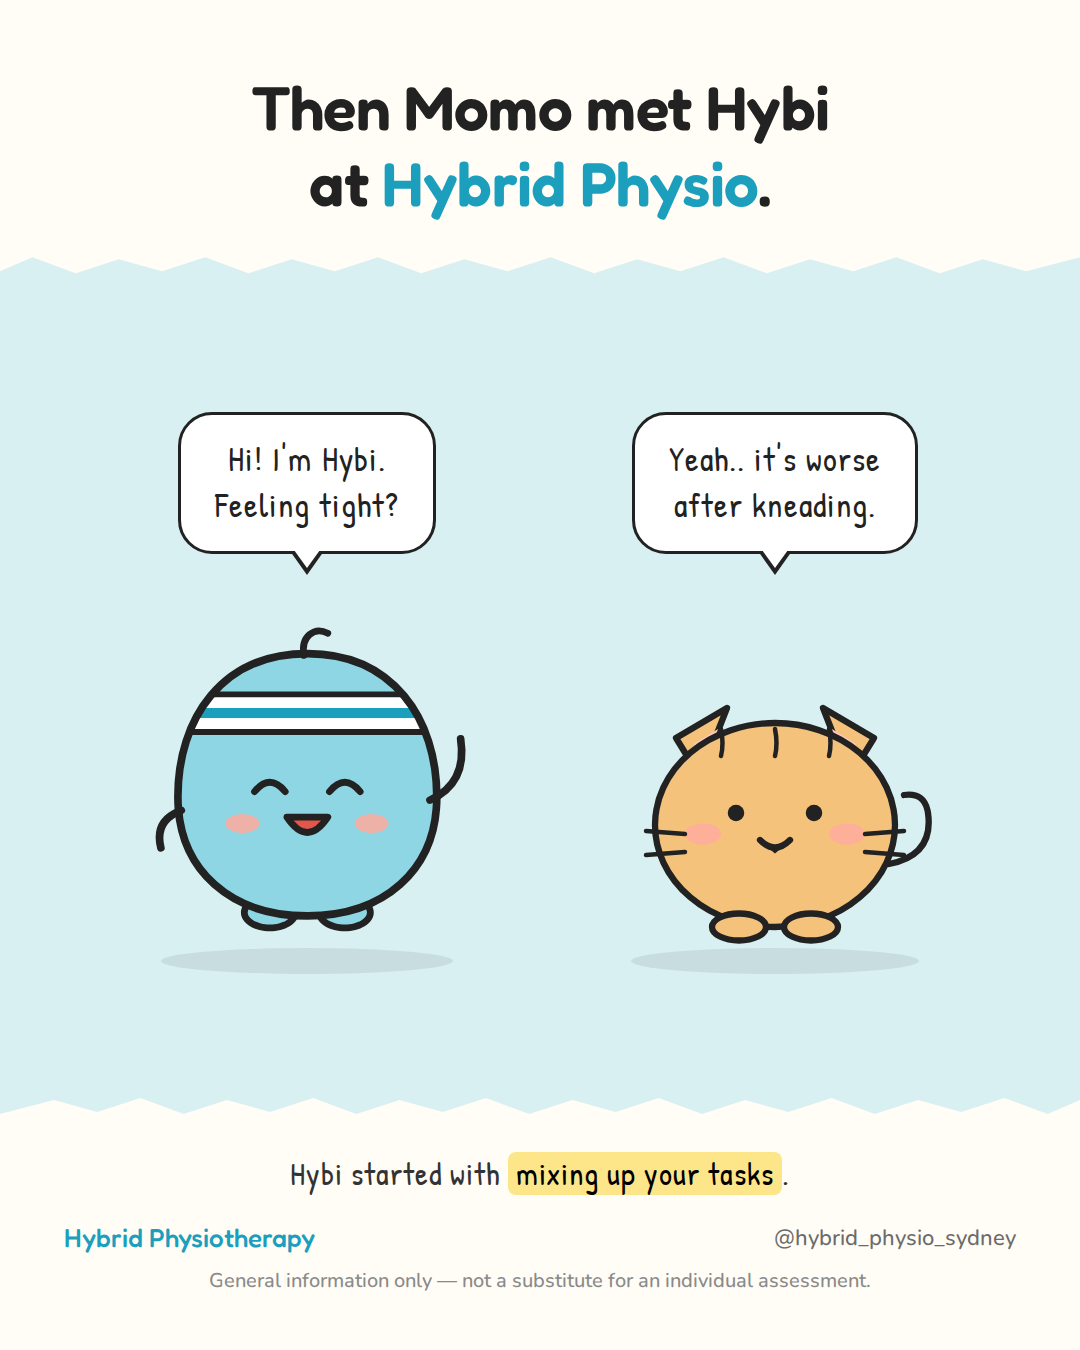 Then Momo met Hybi
at Hybrid Physio.
Hi! I'm Hybi.
Feeling tight?
Yeah.. it's worse
after kneading.
Hybi started with mixing up your tasks.
Hybrid Physiotherapy
@hybrid_physio_sydney
General information only — not a substitute for an individual assessment.